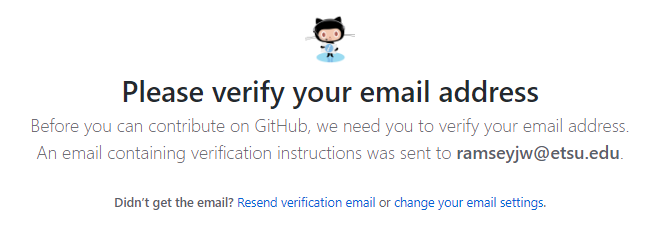 Please verify your email address
Before you can contribute on GitHub, we need you to verify your email address.
An email containing verification instructions was sent to ramseyjw@etsu.edu.
Didn't get the email? Resend verification email or change your email settings.